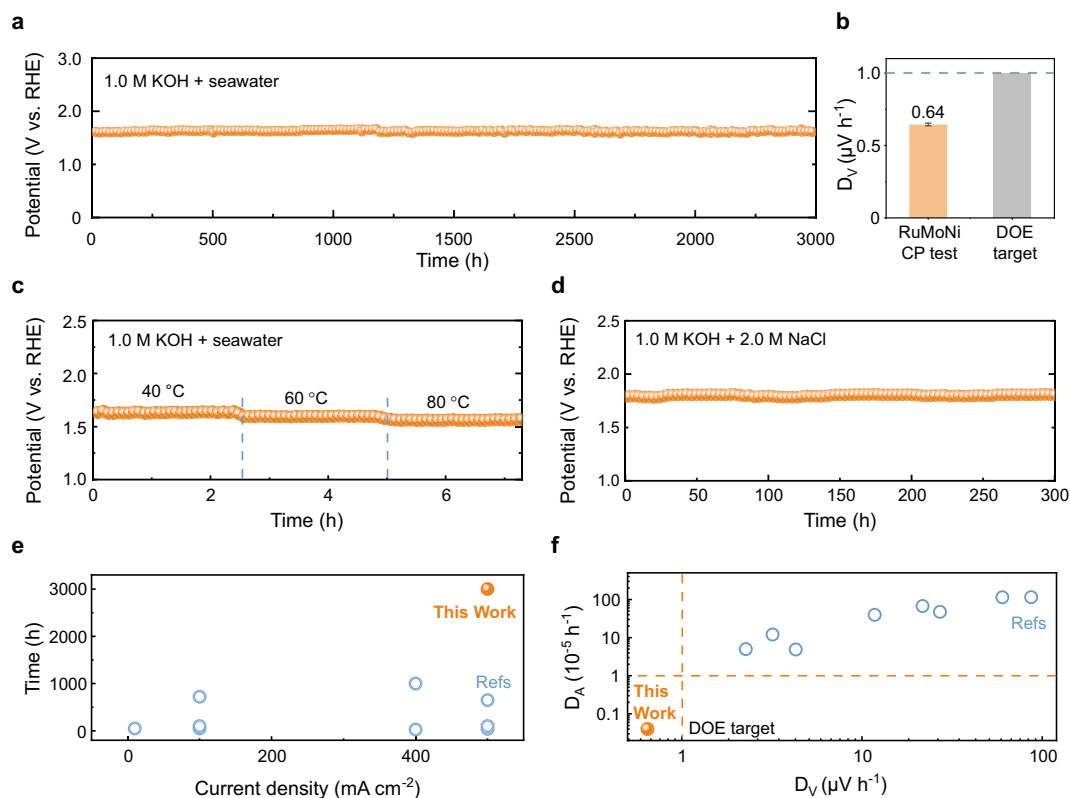 a
3.0
2.0
1.0
0
Potential (V vs. RHE)
1.0 M KOH + seawater
0 500 1000 1500 2500 2000 3000
Time (h)
b
1.0
0.5
0
D_V (µV h⁻¹)
0.64
RuMoNi
CP test
DOE
target
c
2.5
2.0
1.5
1.0
Potential (V vs. RHE)
1.0 M KOH + seawater
40 °C 60 °C 80 °C
0 2 4 6
Time (h)
d
2.5
2.0
1.5
1.0
Potential (V vs. RHE)
1.0 M KOH + 2.0 M NaCl
0 50 100 150 200 250 300
Time (h)
e
3000
2000
1000
0
Time (h)
This Work
Refs
0 200 400
Current density (mA cm⁻²)
f
100
10
1
0.1
D_A (10⁻⁵ h⁻¹)
Refs
This
Work
DOE target
1 10 100
D_V (µV h⁻¹)